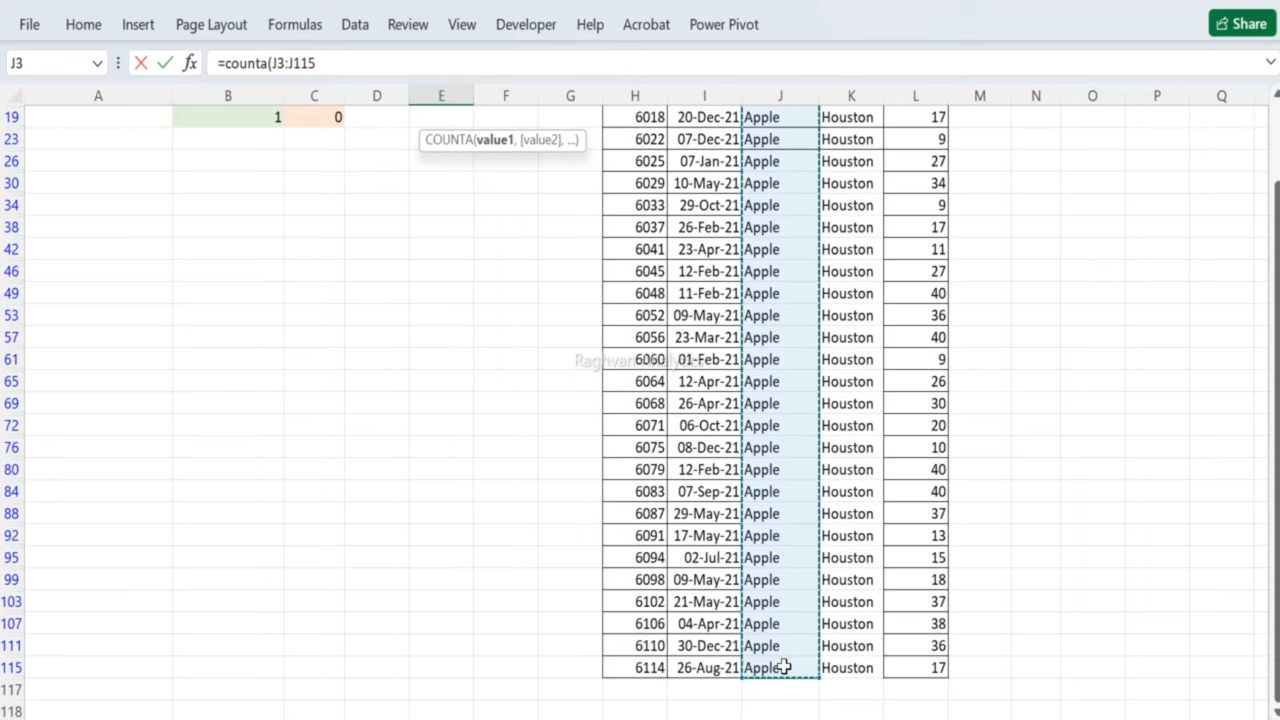 File Home Insert Page Layout Formulas Data Review View Developer Help Acrobat Power Pivot Share
J3 fx =counta(J3:J115
A B C D E F G H I J K L M N O P Q
19 1 0 6018 20-Dec-21 Apple Houston 17
COUNTA(value1, [value2], ...)
23 6022 07-Dec-21 Apple Houston 9
26 6025 07-Jan-21 Apple Houston 27
30 6029 10-May-21 Apple Houston 34
34 6033 29-Oct-21 Apple Houston 9
38 6037 26-Feb-21 Apple Houston 17
42 6041 23-Apr-21 Apple Houston 11
46 6045 12-Feb-21 Apple Houston 27
49 6048 11-Feb-21 Apple Houston 40
53 6052 09-May-21 Apple Houston 36
57 6056 23-Mar-21 Apple Houston 40
61 6060 01-Feb-21 Apple Houston 9
Raghvan
65 6064 12-Apr-21 Apple Houston 26
69 6068 26-Apr-21 Apple Houston 30
72 6071 06-Oct-21 Apple Houston 20
76 6075 08-Dec-21 Apple Houston 10
80 6079 12-Feb-21 Apple Houston 40
84 6083 07-Sep-21 Apple Houston 40
88 6087 29-May-21 Apple Houston 37
92 6091 17-May-21 Apple Houston 13
95 6094 02-Jul-21 Apple Houston 15
99 6098 09-May-21 Apple Houston 18
103 6102 21-May-21 Apple Houston 37
107 6106 04-Apr-21 Apple Houston 38
111 6110 30-Dec-21 Apple Houston 36
115 6114 26-Aug-21 Apple Houston 17
117
118